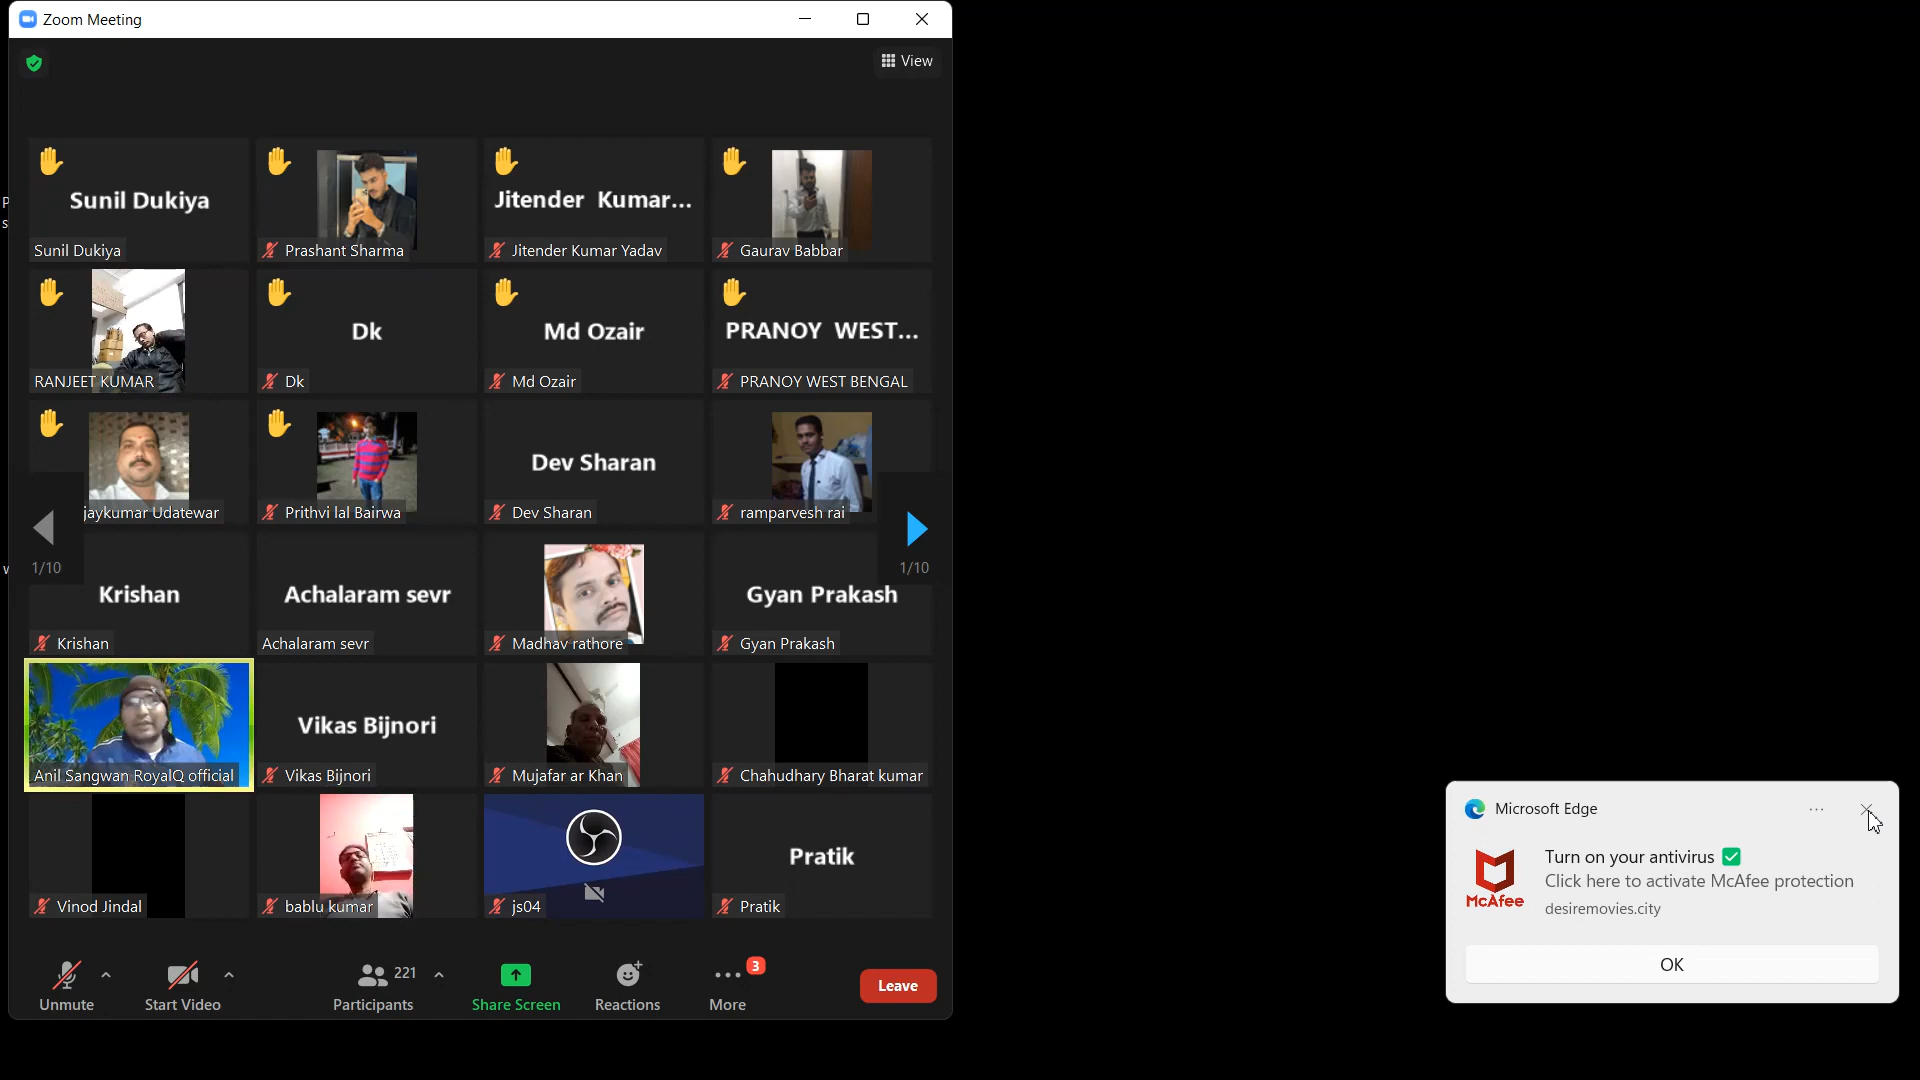 Zoom Meeting
View
Sunil Dukiya
Sunil Dukiya
Prashant Sharma
Jitender Kumar...
Jitender Kumar Yadav
Gaurav Babbar
RANJEET KUMAR
Dk
Dk
Md Ozair
Md Ozair
PRANOY WEST...
PRANOY WEST BENGAL
jaykumar Udatewar
Prithvi lal Bairwa
Dev Sharan
Dev Sharan
ramparvesh rai
1/10
1/10
Krishan
Krishan
Achalaram sevr
Achalaram sevr
Madhav rathore
Gyan Prakash
Gyan Prakash
Anil Sangwan RoyalQ official
Vikas Bijnori
Vikas Bijnori
Mujafar ar Khan
Chahudhary Bharat kumar
Vinod Jindal
bablu kumar
js04
Pratik
Pratik
Unmute
Start Video
221
Participants
Share Screen
Reactions
3
More
Leave
Microsoft Edge
McAfee
Turn on your antivirus
Click here to activate McAfee protection
desiremovies.city
OK